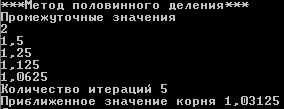 ***Метод половинного деления***
Промежуточные значения
2
1,5
1,25
1,125
1,0625
Количество итераций 5
Приближенное значение корня 1,03125